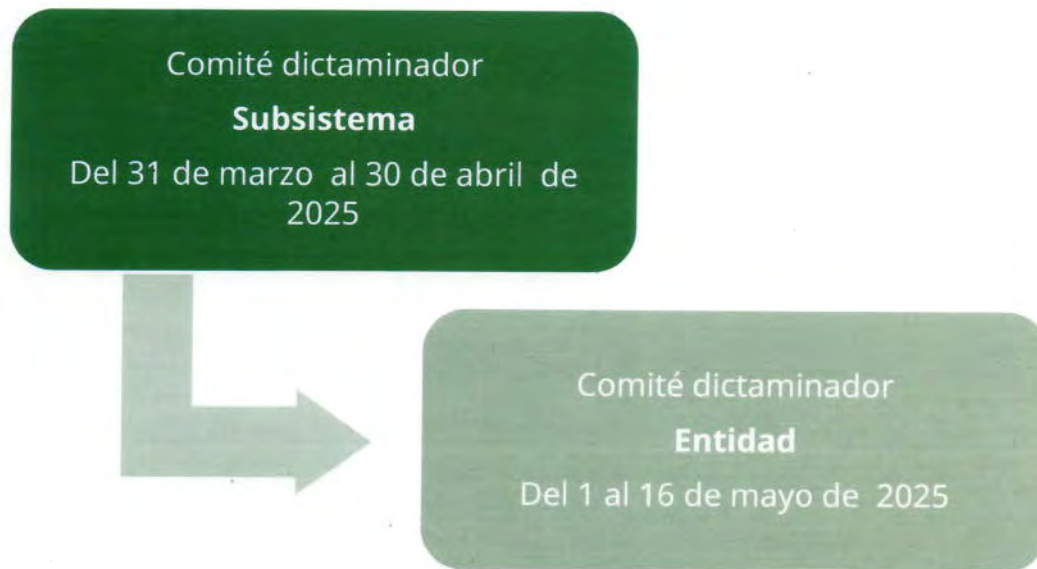 Comité dictaminador
Subsistema
Del 31 de marzo al 30 de abril de
2025
Comité dictaminador
Entidad
Del 1 al 16 de mayo de 2025